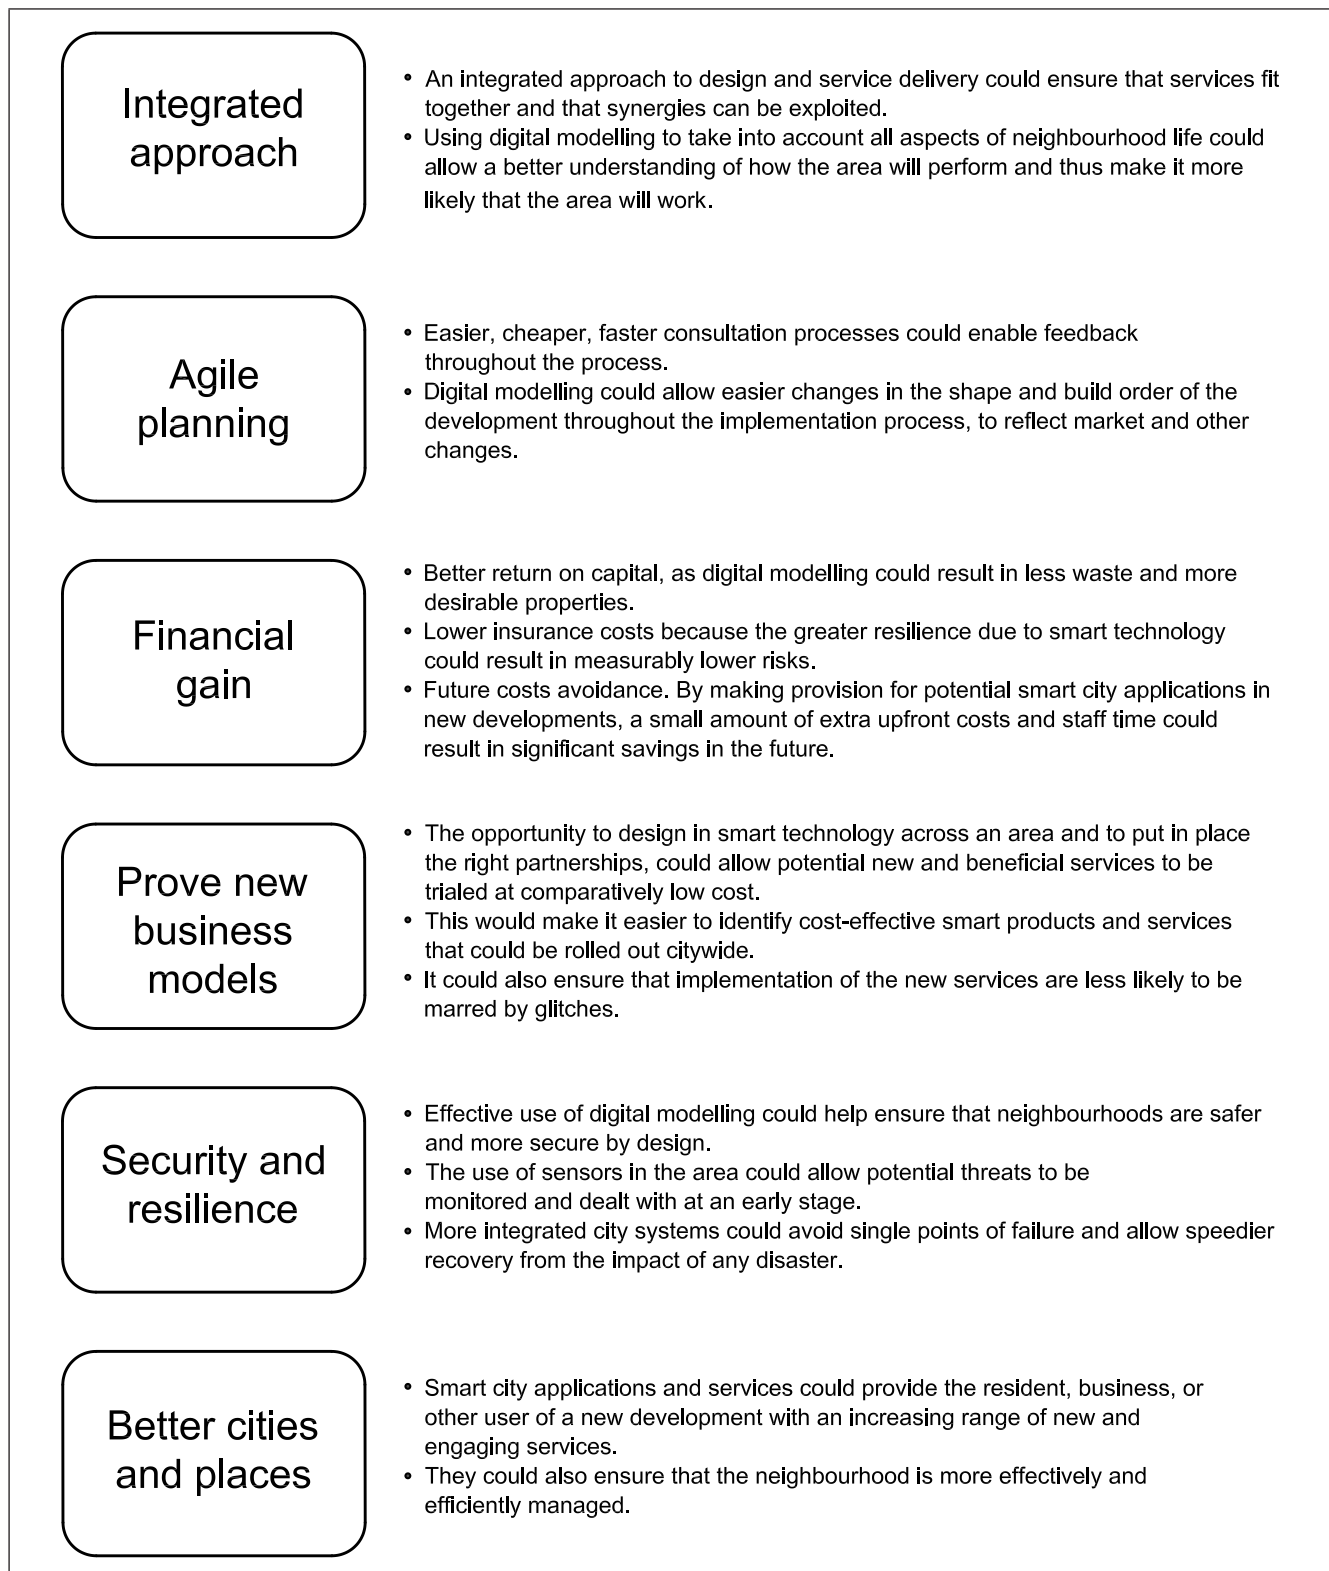 Integrated
approach
• An integrated approach to design and service delivery could ensure that services fit
together and that synergies can be exploited.
• Using digital modelling to take into account all aspects of neighbourhood life could
allow a better understanding of how the area will perform and thus make it more
likely that the area will work.
Agile
planning
• Easier, cheaper, faster consultation processes could enable feedback
throughout the process.
• Digital modelling could allow easier changes in the shape and build order of the
development throughout the implementation process, to reflect market and other
changes.
Financial
gain
• Better return on capital, as digital modelling could result in less waste and more
desirable properties.
• Lower insurance costs because the greater resilience due to smart technology
could result in measurably lower risks.
• Future costs avoidance. By making provision for potential smart city applications in
new developments, a small amount of extra upfront costs and staff time could
result in significant savings in the future.
Prove new
business
models
• The opportunity to design in smart technology across an area and to put in place
the right partnerships, could allow potential new and beneficial services to be
trialed at comparatively low cost.
• This would make it easier to identify cost-effective smart products and services
that could be rolled out citywide.
• It could also ensure that implementation of the new services are less likely to be
marred by glitches.
Security and
resilience
• Effective use of digital modelling could help ensure that neighbourhoods are safer
and more secure by design.
• The use of sensors in the area could allow potential threats to be
monitored and dealt with at an early stage.
• More integrated city systems could avoid single points of failure and allow speedier
recovery from the impact of any disaster.
Better cities
and places
• Smart city applications and services could provide the resident, business, or
other user of a new development with an increasing range of new and
engaging services.
• They could also ensure that the neighbourhood is more effectively and
efficiently managed.